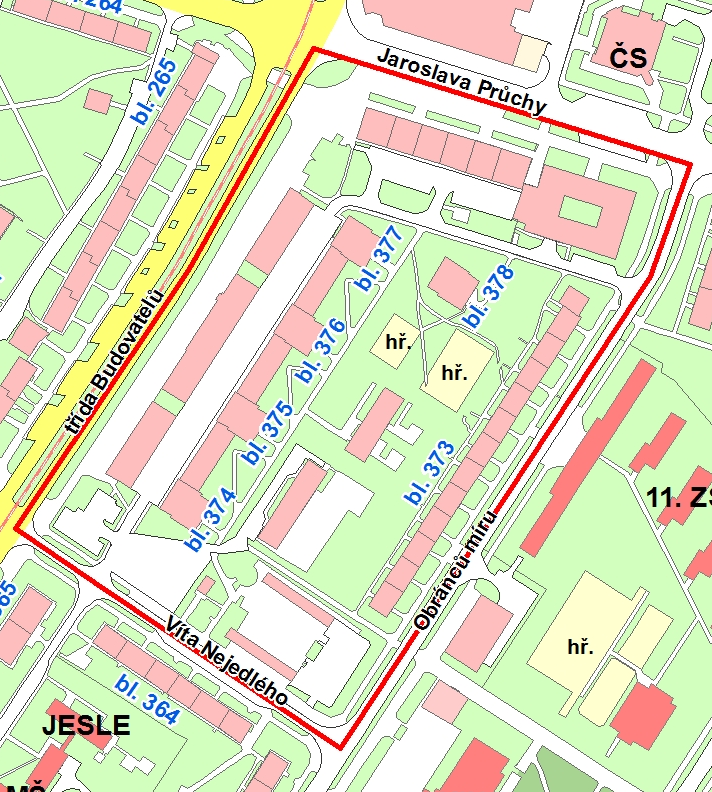 264
bl. 265
Jaroslava Průchy
ČS
bl. 377
bl. 378
třída Budovatelů
bl. 376
hř.
hř.
bl. 375
bl. 373
bl. 374
11. ZŠ
Obránců míru
hř.
Víta Nejedlého
bl. 364
JESLE
MŠ